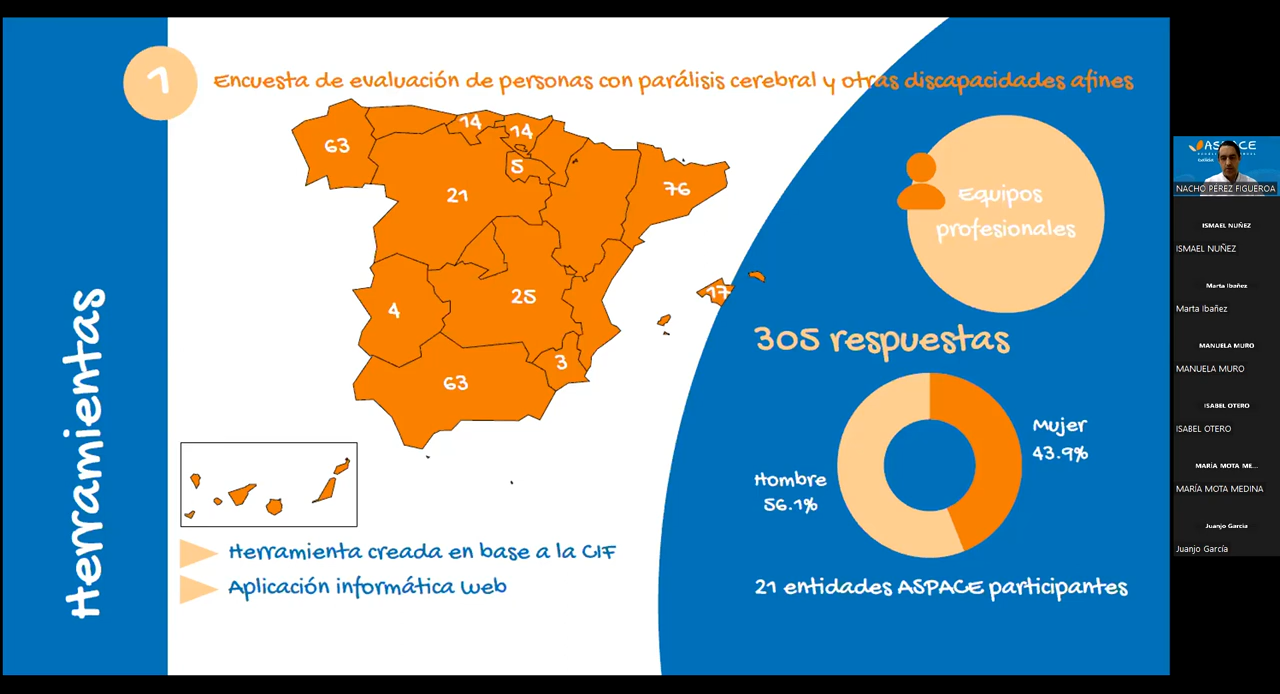 1
Encuesta de evaluación de personas con parálisis cerebral y otras discapacidades afines
Herramientas
63
14
14
5
21
76
25
17
4
3
63
Equipos
profesionales
305 respuestas
Mujer
43.9%
Hombre
56.1%
21 entidades ASPACE participantes
Herramienta creada en base a la CIF
Aplicación informática web
ASPACE
NACHO PEREZ FIGUEROA
ISMAEL NUÑEZ
ISMAEL NUÑEZ
Marta Ibañez
Marta Ibañez
MANUELA MURO
MANUELA MURO
ISABEL OTERO
ISABEL OTERO
MARÍA MOTA ME...
MARÍA MOTA MEDINA
Juanjo García
Juanjo García